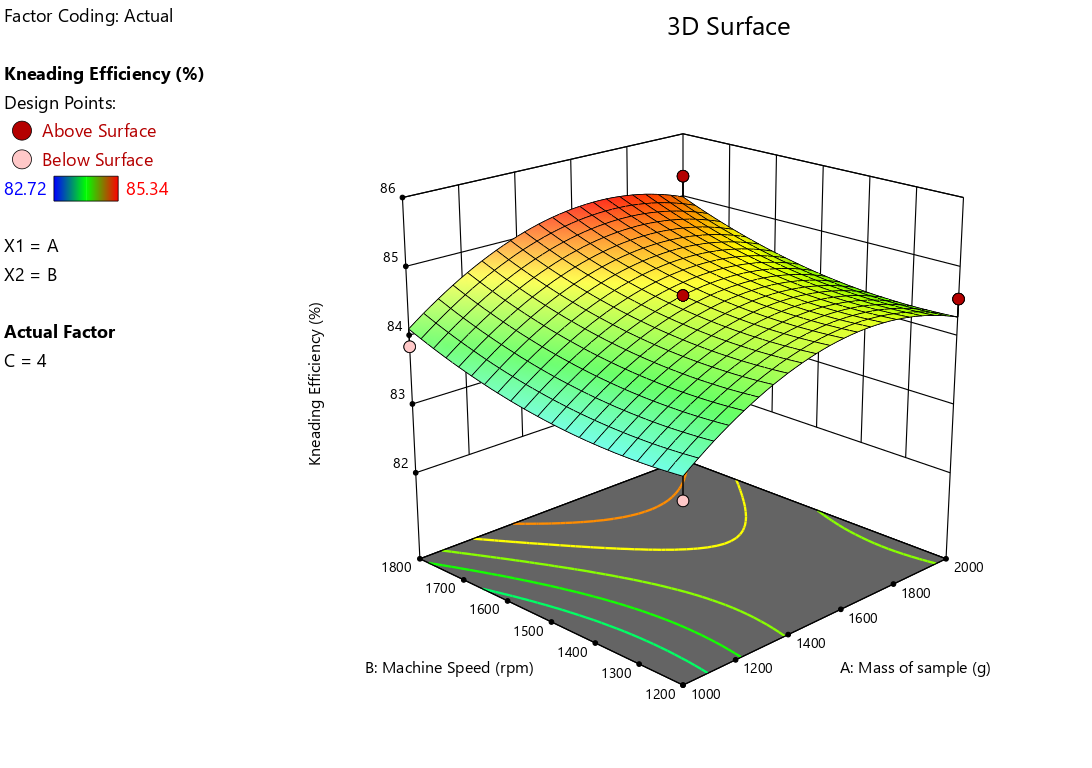 Factor Coding: Actual
3D Surface
Kneading Efficiency (%)
Design Points:
Above Surface
Below Surface
82.72 85.34
X1 = A
X2 = B
Actual Factor
C = 4
86
85
84
83
82
Kneading Efficiency (%)
1800
1700
1600
1500
1400
1300
1200
B: Machine Speed (rpm)
1000
1200
1400
1600
1800
2000
A: Mass of sample (g)